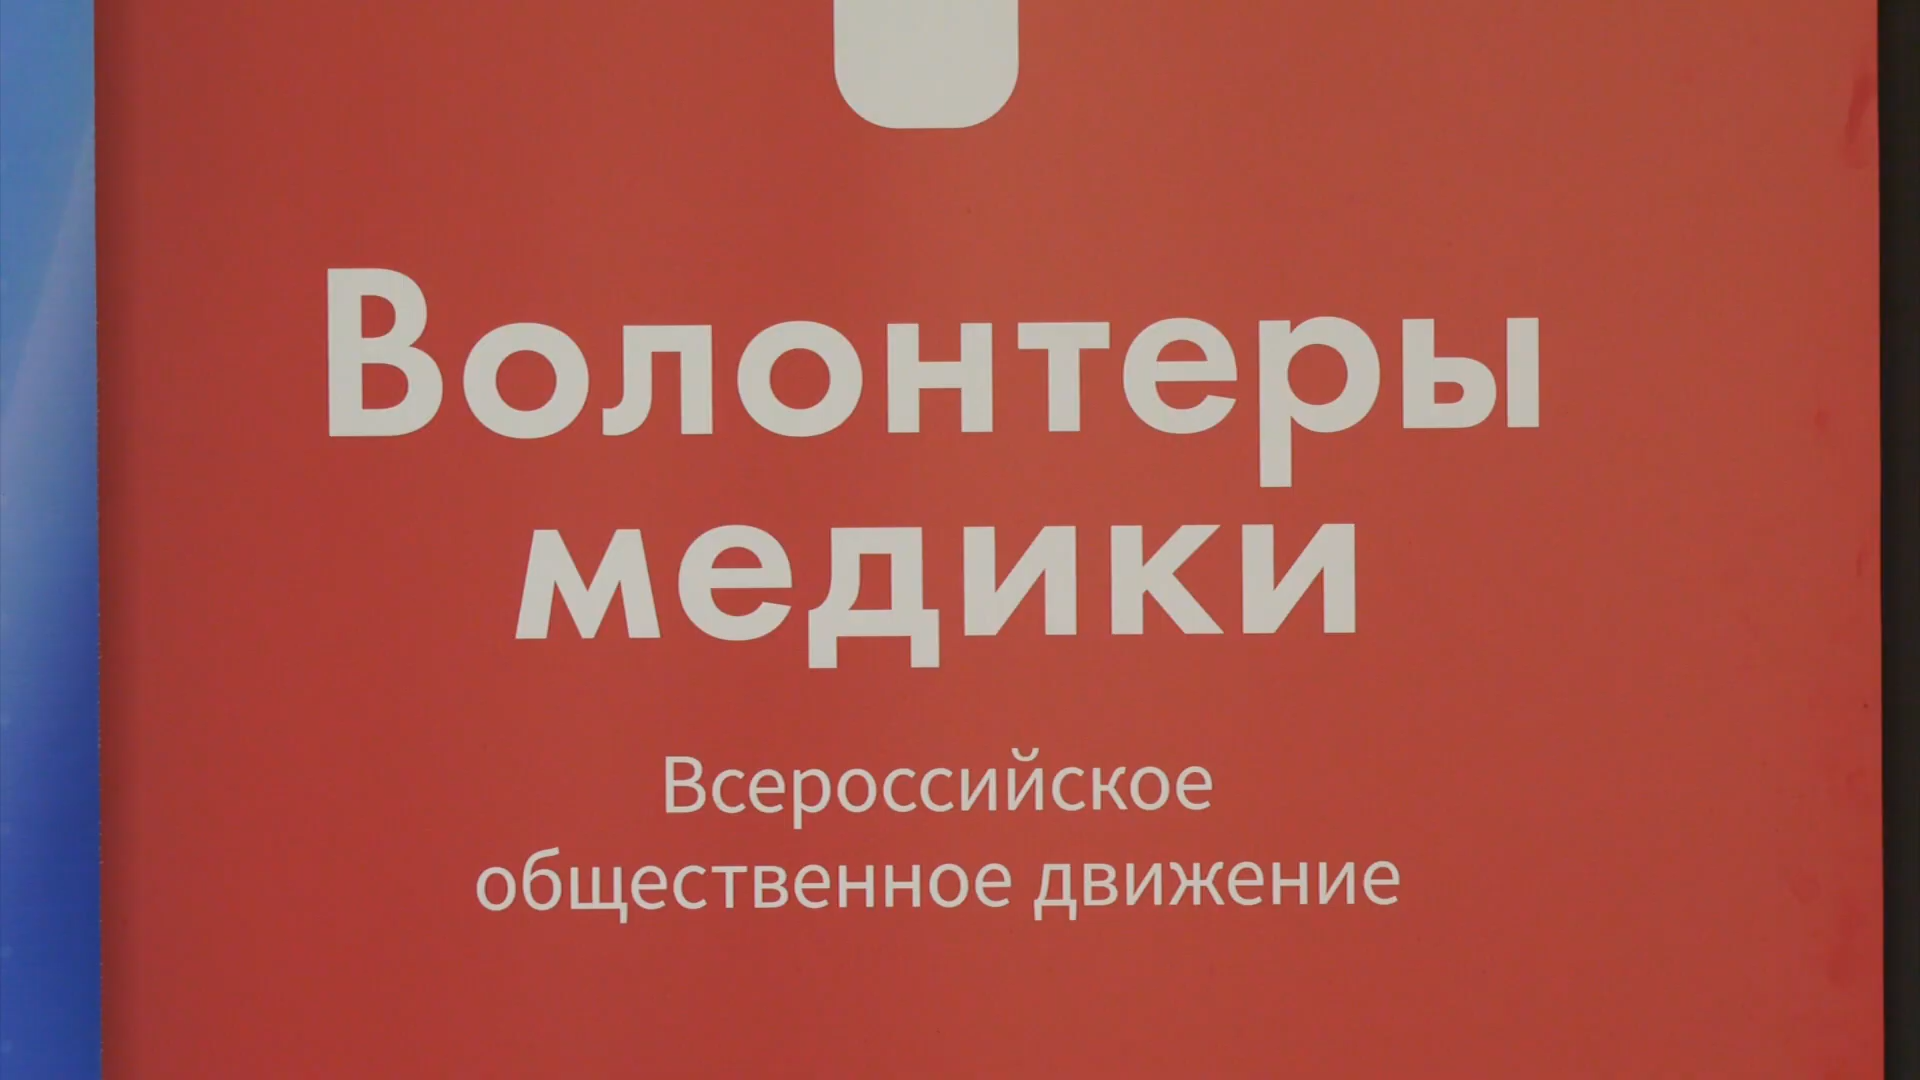 Волонтеры
медики
Всероссийское
общественное движение